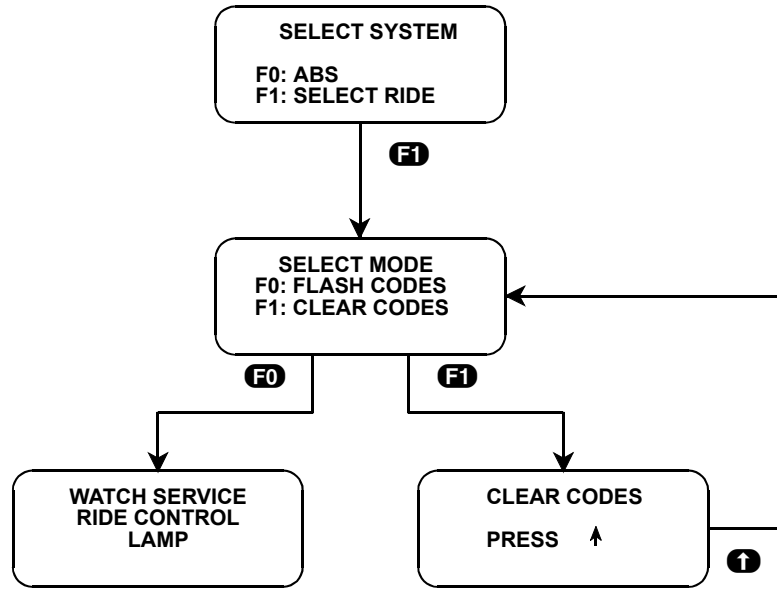 SELECT SYSTEM
F0: ABS
F1: SELECT RIDE
F1
SELECT MODE
F0: FLASH CODES
F1: CLEAR CODES
F0
F1
WATCH SERVICE
RIDE CONTROL
LAMP
CLEAR CODES
PRESS ↑
↑